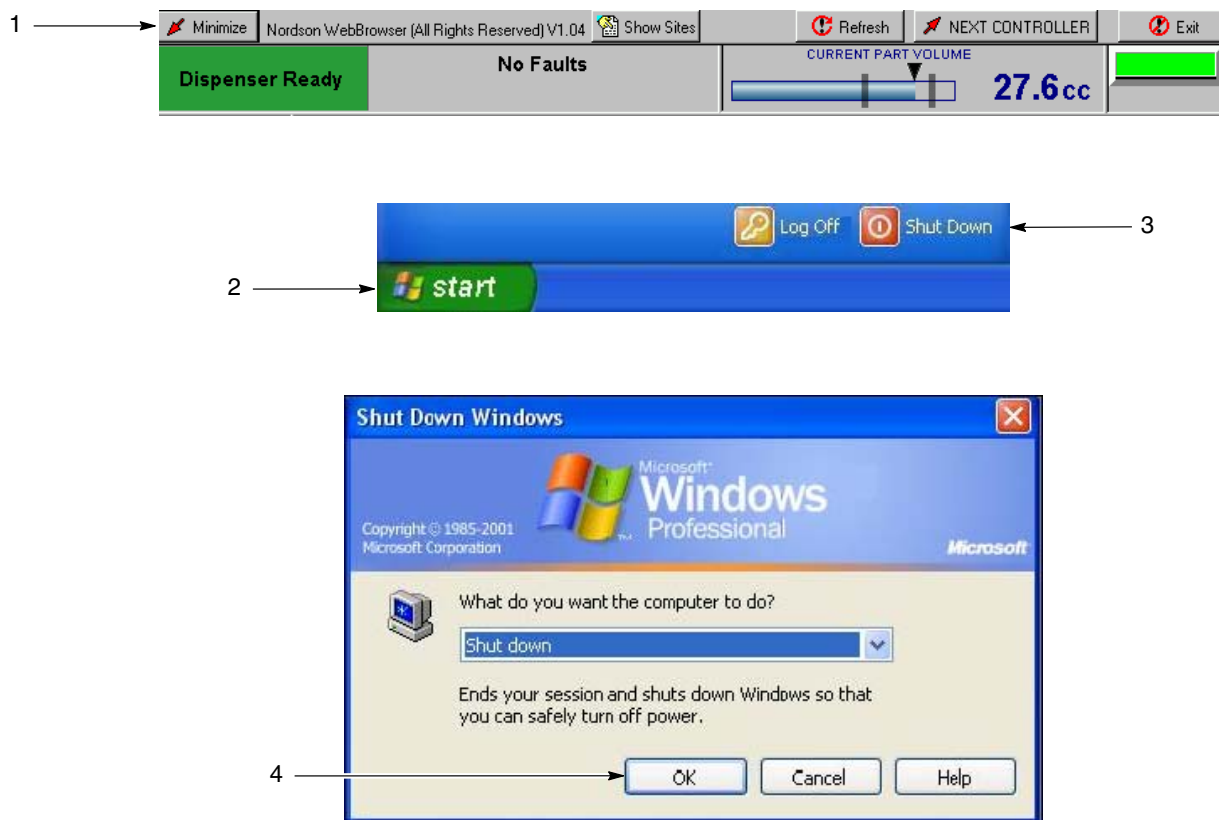 1 Minimize Nordson WebBrowser (All Rights Reserved) V1.04 Show Sites Refresh NEXT CONTROLLER Exit
Dispenser Ready No Faults CURRENT PART VOLUME
27.6 cc
Log Off Shut Down 3
2 start
Shut Down Windows
Microsoft®
Windows
Professional
Copyright © 1985-2001
Microsoft Corporation
TM
Microsoft
What do you want the computer to do?
Shut down
Ends your session and shuts down Windows so that
you can safely turn off power.
4 OK Cancel Help